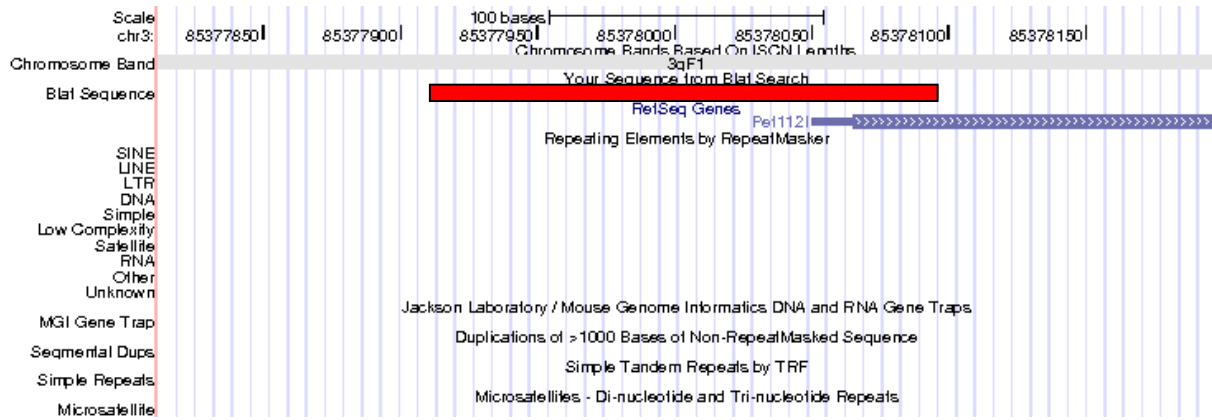 Scale 100 bases
chr3: 85377850 85377900 85377950 85378000 85378050 85378100 85378150
Chromosome Bands Based On ISCN Lengths
Chromosome Band 3qF1
Your Sequence from Blat Search
Blat Sequence
RefSeq Genes
Pet112l
Repeating Elements by RepeatMasker
SINE
LINE
LTR
DNA
Simple
Low Complexity
Satellite
RNA
Other
Unknown
Jackson Laboratory / Mouse Genome Informatics DNA and RNA Gene Traps
MGI Gene Trap
Duplications of >1000 Bases of Non-RepeatMasked Sequence
Segmental Dups
Simple Tandem Repeats by TRF
Simple Repeats
Microsatellites - Di-nucleotide and Tri-nucleotide Repeats
Microsatellite